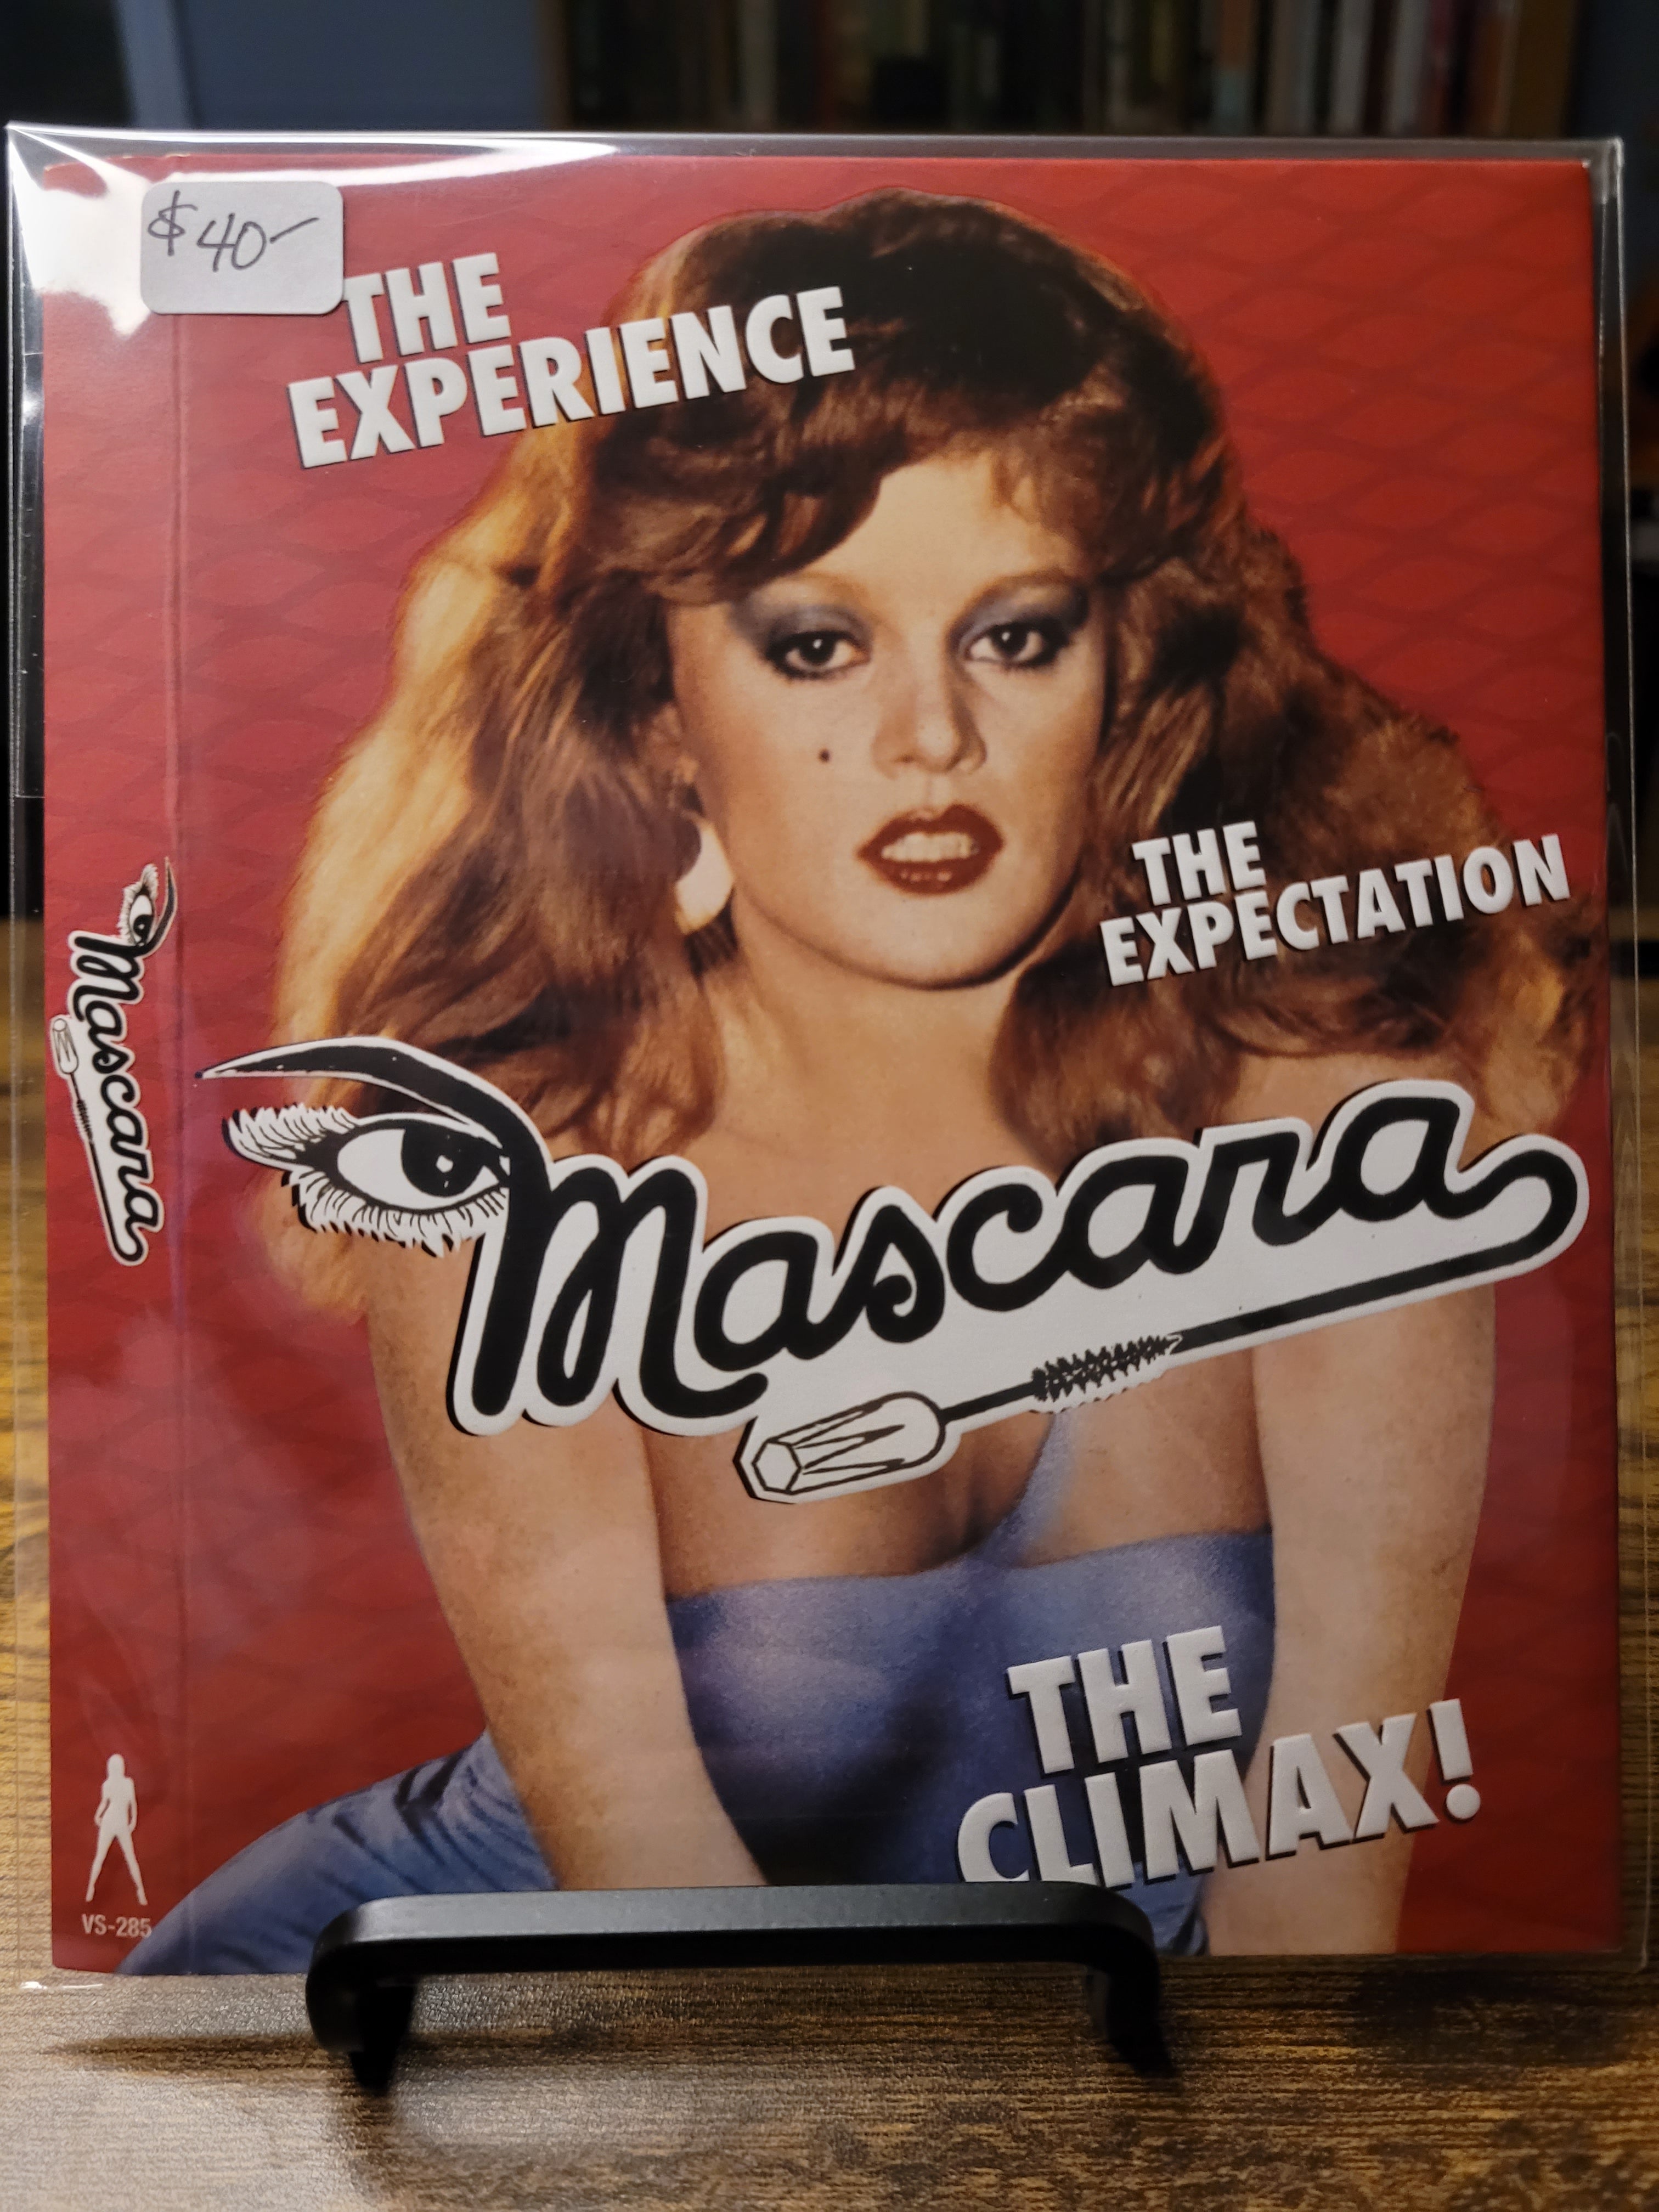 $40-
THE
EXPERIENCE
THE
EXPECTATION
Mascara
Mascara
THE
CLIMAX!
VS-285